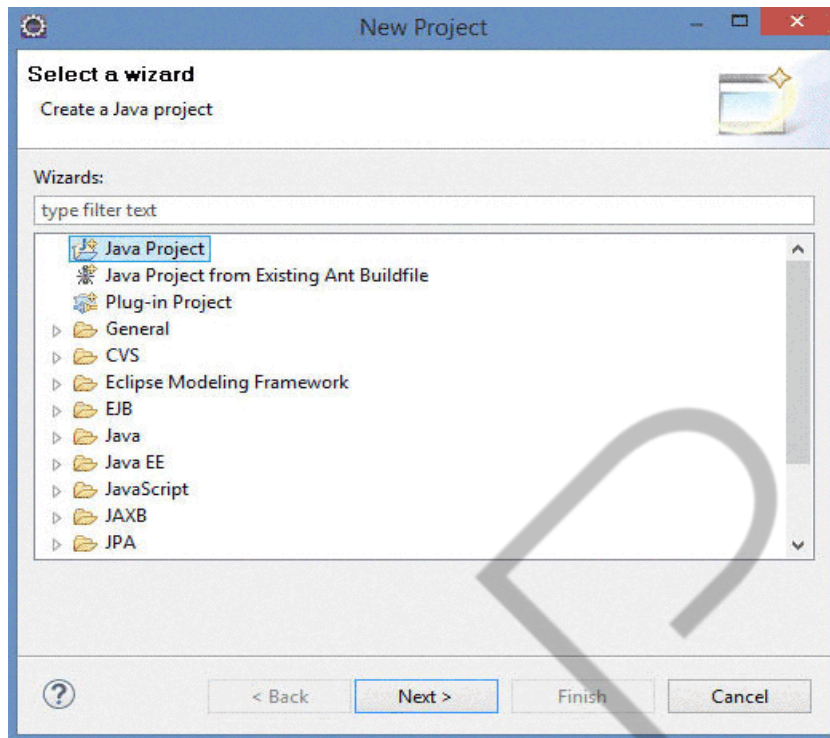 New Project
Select a wizard
Create a Java project
Wizards:
type filter text
Java Project
Java Project from Existing Ant Buildfile
Plug-in Project
General
CVS
Eclipse Modeling Framework
EJB
Java
Java EE
JavaScript
JAXB
JPA
? < Back Next > Finish Cancel